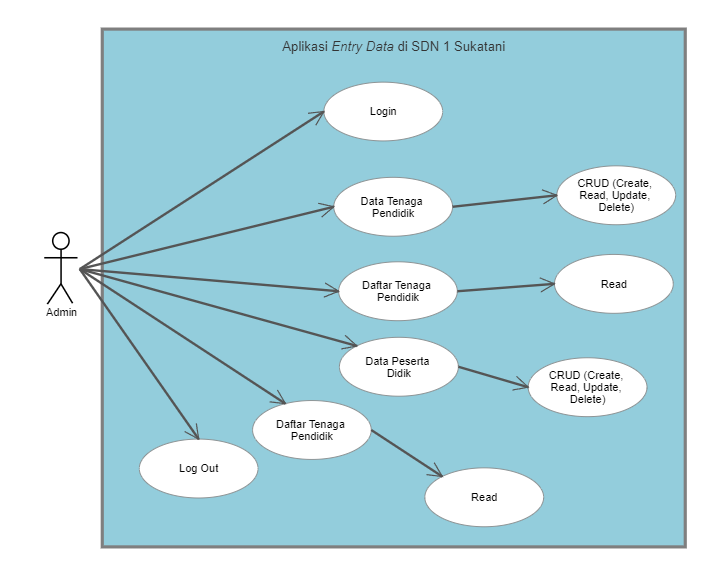 Aplikasi Entry Data di SDN 1 Sukatani
Login
Data Tenaga
Pendidik
CRUD (Create,
Read, Update,
Delete)
Admin
Daftar Tenaga
Pendidik
Read
Data Peserta
Didik
CRUD (Create,
Read, Update,
Delete)
Daftar Tenaga
Pendidik
Log Out
Read